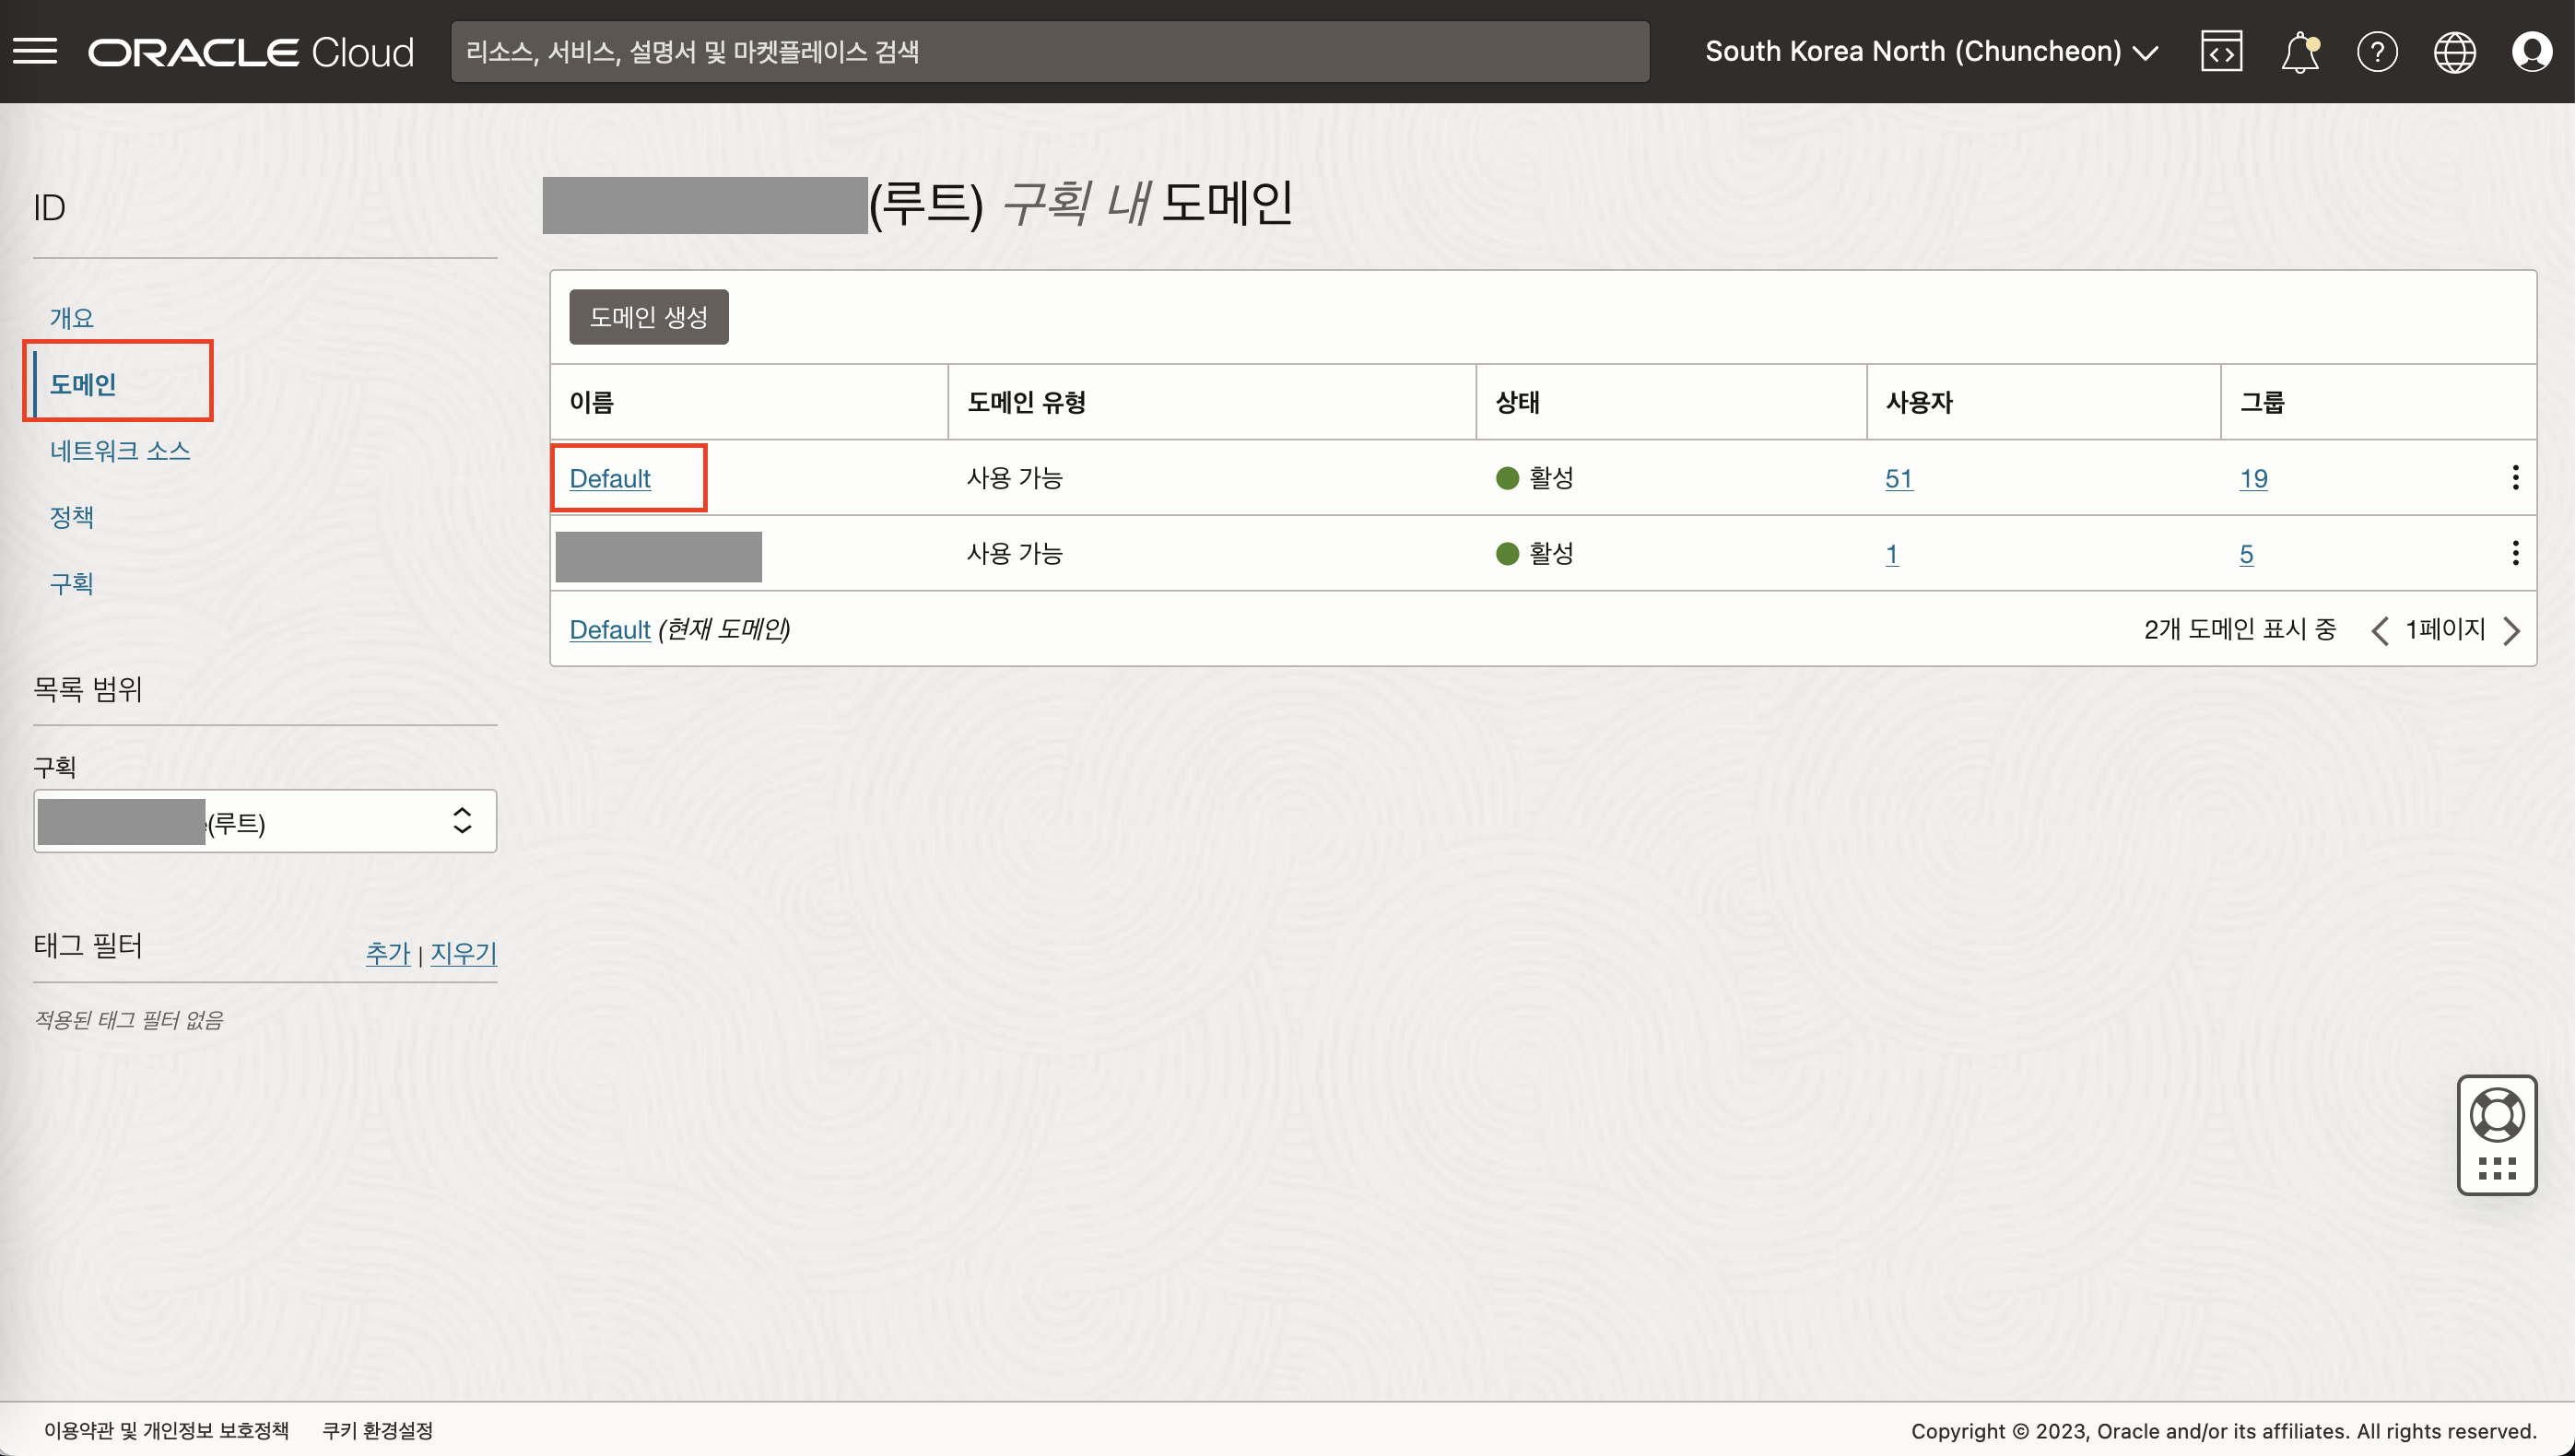 ORACLE Cloud
리소스, 서비스, 설명서 및 마켓플레이스 검색
South Korea North (Chuncheon)
ID
개요
도메인
네트워크 소스
정책
구획
목록 범위
구획
(루트)
태그 필터
추가 | 지우기
적용된 태그 필터 없음
(루트) 구획 내 도메인
도메인 생성
이름 도메인 유형 상태 사용자 그룹
Default 사용 가능 활성 51 19
사용 가능 활성 1 5
Default (현재 도메인) 2개 도메인 표시 중 1페이지
이용약관 및 개인정보 보호정책 쿠키 환경설정
Copyright © 2023, Oracle and/or its affiliates. All rights reserved.